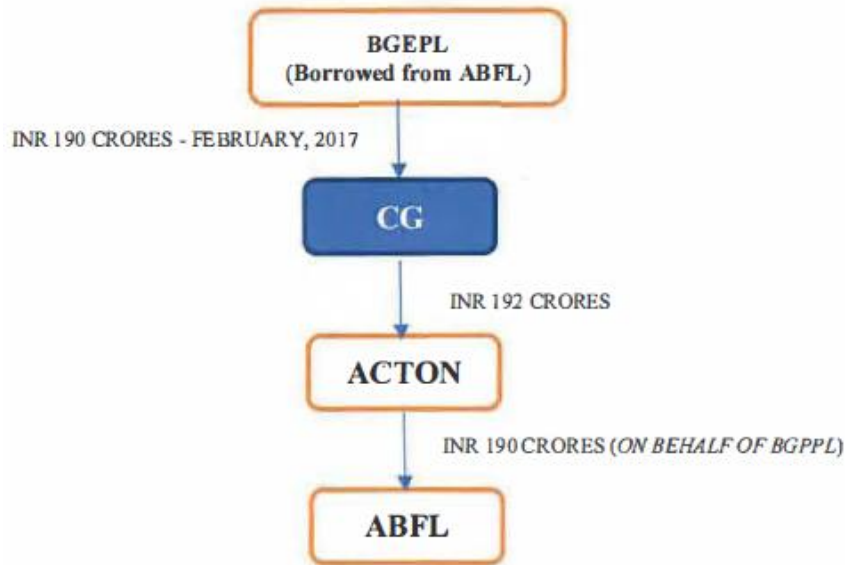 BGEPL
(Borrowed from ABFL)
INR 190 CRORES - FEBRUARY, 2017
CG
INR 192 CRORES
ACTON
INR 190 CRORES (ON BEHALF OF BGPPL)
ABFL